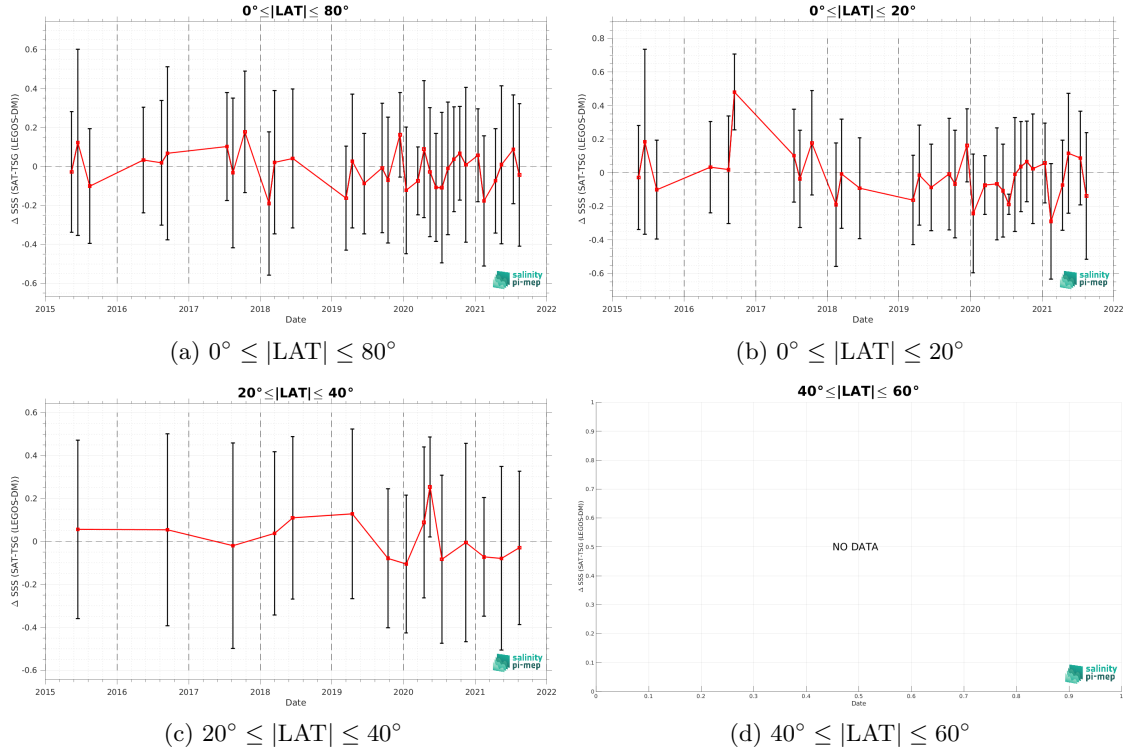 0°≤|LAT|≤ 80°
Δ SSS (SAT-TSG (LEGOS-DM))
0.6
0.4
0.2
0
-0.2
-0.4
-0.6
2015 2016 2017 2018 2019 2020 2021 2022
Date
salinity
pi-mep
(a) 0° ≤ |LAT| ≤ 80°
0°≤|LAT|≤ 20°
Δ SSS (SAT-TSG (LEGOS-DM))
0.8
0.6
0.4
0.2
0
-0.2
-0.4
-0.6
2015 2016 2017 2018 2019 2020 2021 2022
Date
salinity
pi-mep
(b) 0° ≤ |LAT| ≤ 20°
20°≤|LAT|≤ 40°
Δ SSS (SAT-TSG (LEGOS-DM))
0.6
0.4
0.2
0
-0.2
-0.4
-0.6
2015 2016 2017 2018 2019 2020 2021 2022
Date
salinity
pi-mep
(c) 20° ≤ |LAT| ≤ 40°
40°≤|LAT|≤ 60°
Δ SSS (SAT-TSG (LEGOS-DM))
1
0.9
0.8
0.7
0.6
0.5
0.4
0.3
0.2
0.1
0
NO DATA
0 0.1 0.2 0.3 0.4 0.5 0.6 0.7 0.8 0.9 1
Date
salinity
pi-mep
(d) 40° ≤ |LAT| ≤ 60°